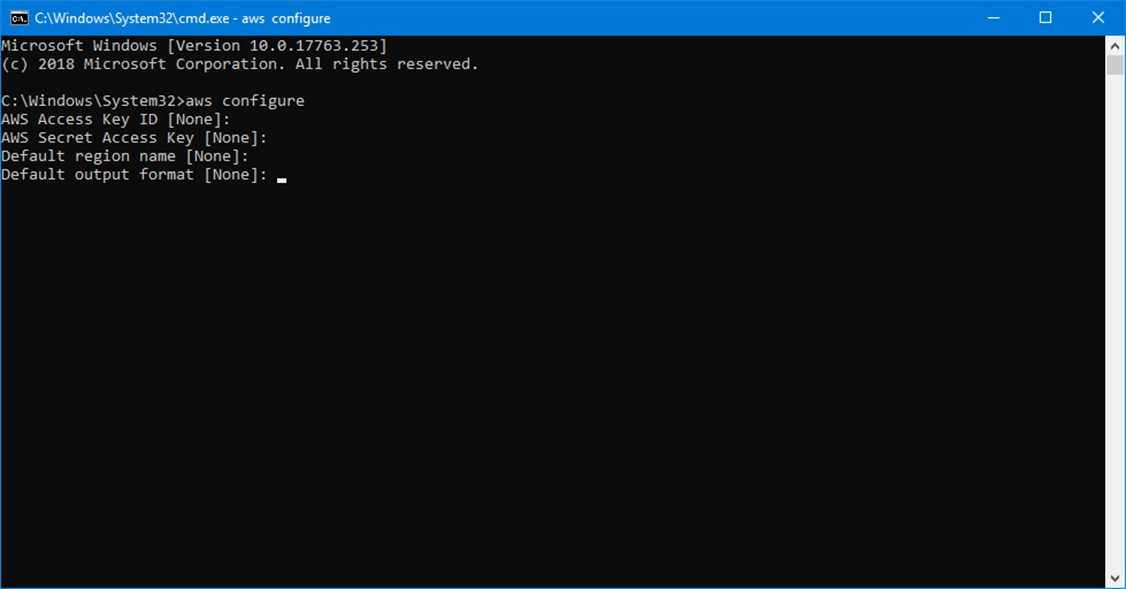 C:\Windows\System32\cmd.exe - aws  configure
Microsoft Windows [Version 10.0.17763.253]
(c) 2018 Microsoft Corporation. All rights reserved.
C:\Windows\System32>aws configure
AWS Access Key ID [None]:
AWS Secret Access Key [None]:
Default region name [None]:
Default output format [None]: